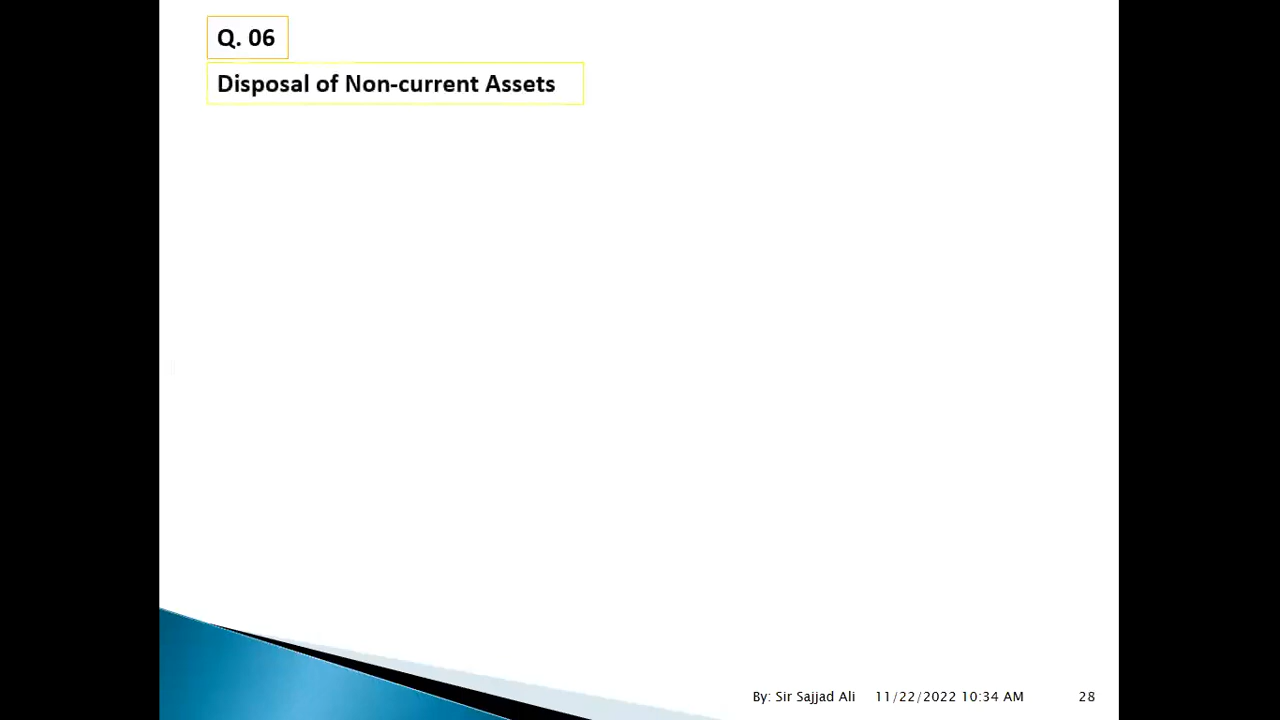 Q. 06
Disposal of Non-current Assets
By: Sir Sajjad Ali 11/22/2022 10:34 AM 28